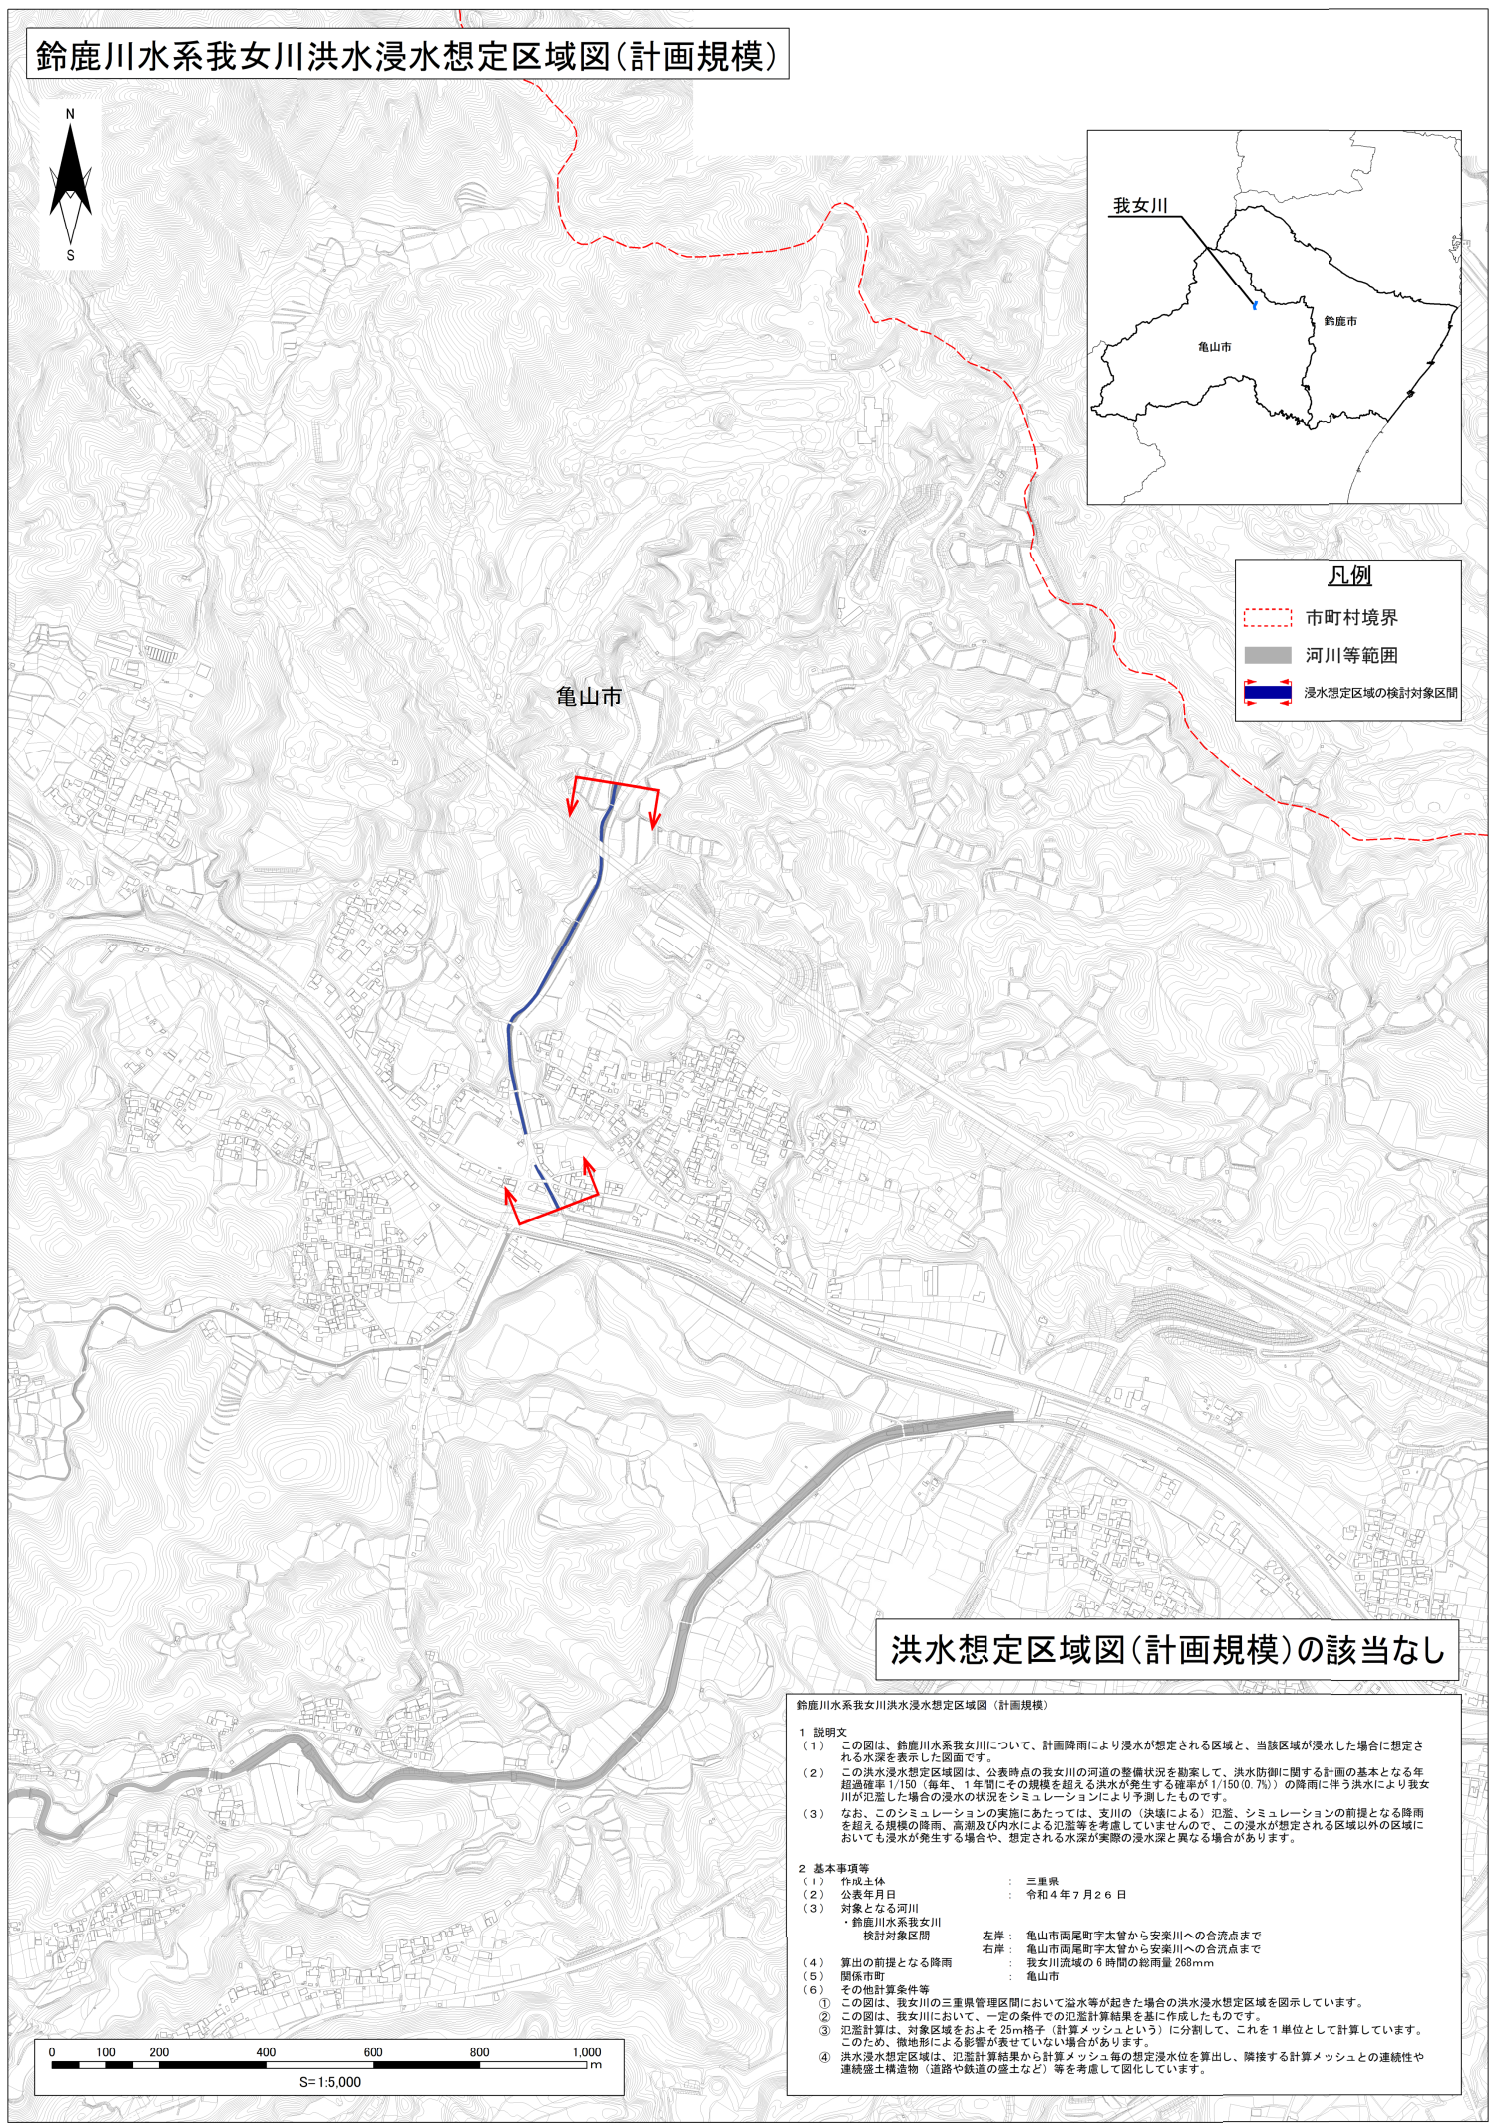 鈴鹿川水系我女川洪水浸水想定区域図（計画規模）
N
S
我女川
鈴鹿市
亀山市
凡例
市町村境界
河川等範囲
浸水想定区域の検討対象区間
亀山市
洪水想定区域図（計画規模）の該当なし
鈴鹿川水系我女川洪水浸水想定区域図（計画規模）
1 説明文
（１） この図は、鈴鹿川水系我女川について、計画降雨により浸水が想定される区域と、当該区域が浸水した場合に想定さ
れる水深を表示した図面です。
（２） この洪水浸水想定区域図は、公表時点の我女川の河道の整備状況を勘案して、洪水防御に関する計画の基本となる年
超過確率 1/150（毎年、１年間にその規模を超える洪水が発生する確率が 1/150(0.7%)）の降雨に伴う洪水により我女
川が氾濫した場合の浸水の状況をシミュレーションにより予測したものです。
（３） なお、このシミュレーションの実施にあたっては、支川の（決壊による）氾濫、シミュレーションの前提となる降雨
を超える規模の降雨、高潮及び内水による氾濫等を考慮していませんので、この浸水が想定される区域以外の区域に
おいても浸水が発生する場合や、想定される水深が実際の浸水深と異なる場合があります。
2 基本事項等
（１） 作成主体 ： 三重県
（２） 公表年月日 ： 令和４年７月２６日
（３） 対象となる河川
・鈴鹿川水系我女川
検討対象区間 左岸： 亀山市両尾町字太曽から安楽川への合流点まで
右岸： 亀山市両尾町字太曽から安楽川への合流点まで
（４） 算出の前提となる降雨 ： 我女川流域の６時間の総雨量 268mm
（５） 関係市町 ： 亀山市
（６） その他計算条件等
① この図は、我女川の三重県管理区間において溢水等が起きた場合の洪水浸水想定区域を図示しています。
② この図は、我女川において、一定の条件での氾濫計算結果を基に作成したものです。
③ 氾濫計算は、対象区域をおよそ 25m格子（計算メッシュという）に分割して、これを１単位として計算しています。
このため、微地形による影響が表せていない場合があります。
④ 洪水浸水想定区域は、氾濫計算結果から計算メッシュ毎の想定浸水位を算出し、隣接する計算メッシュとの連続性や
連続盛土構造物（道路や鉄道の盛土など）等を考慮して図化しています。
0 100 200 400 600 800 1,000
m
S=1:5,000